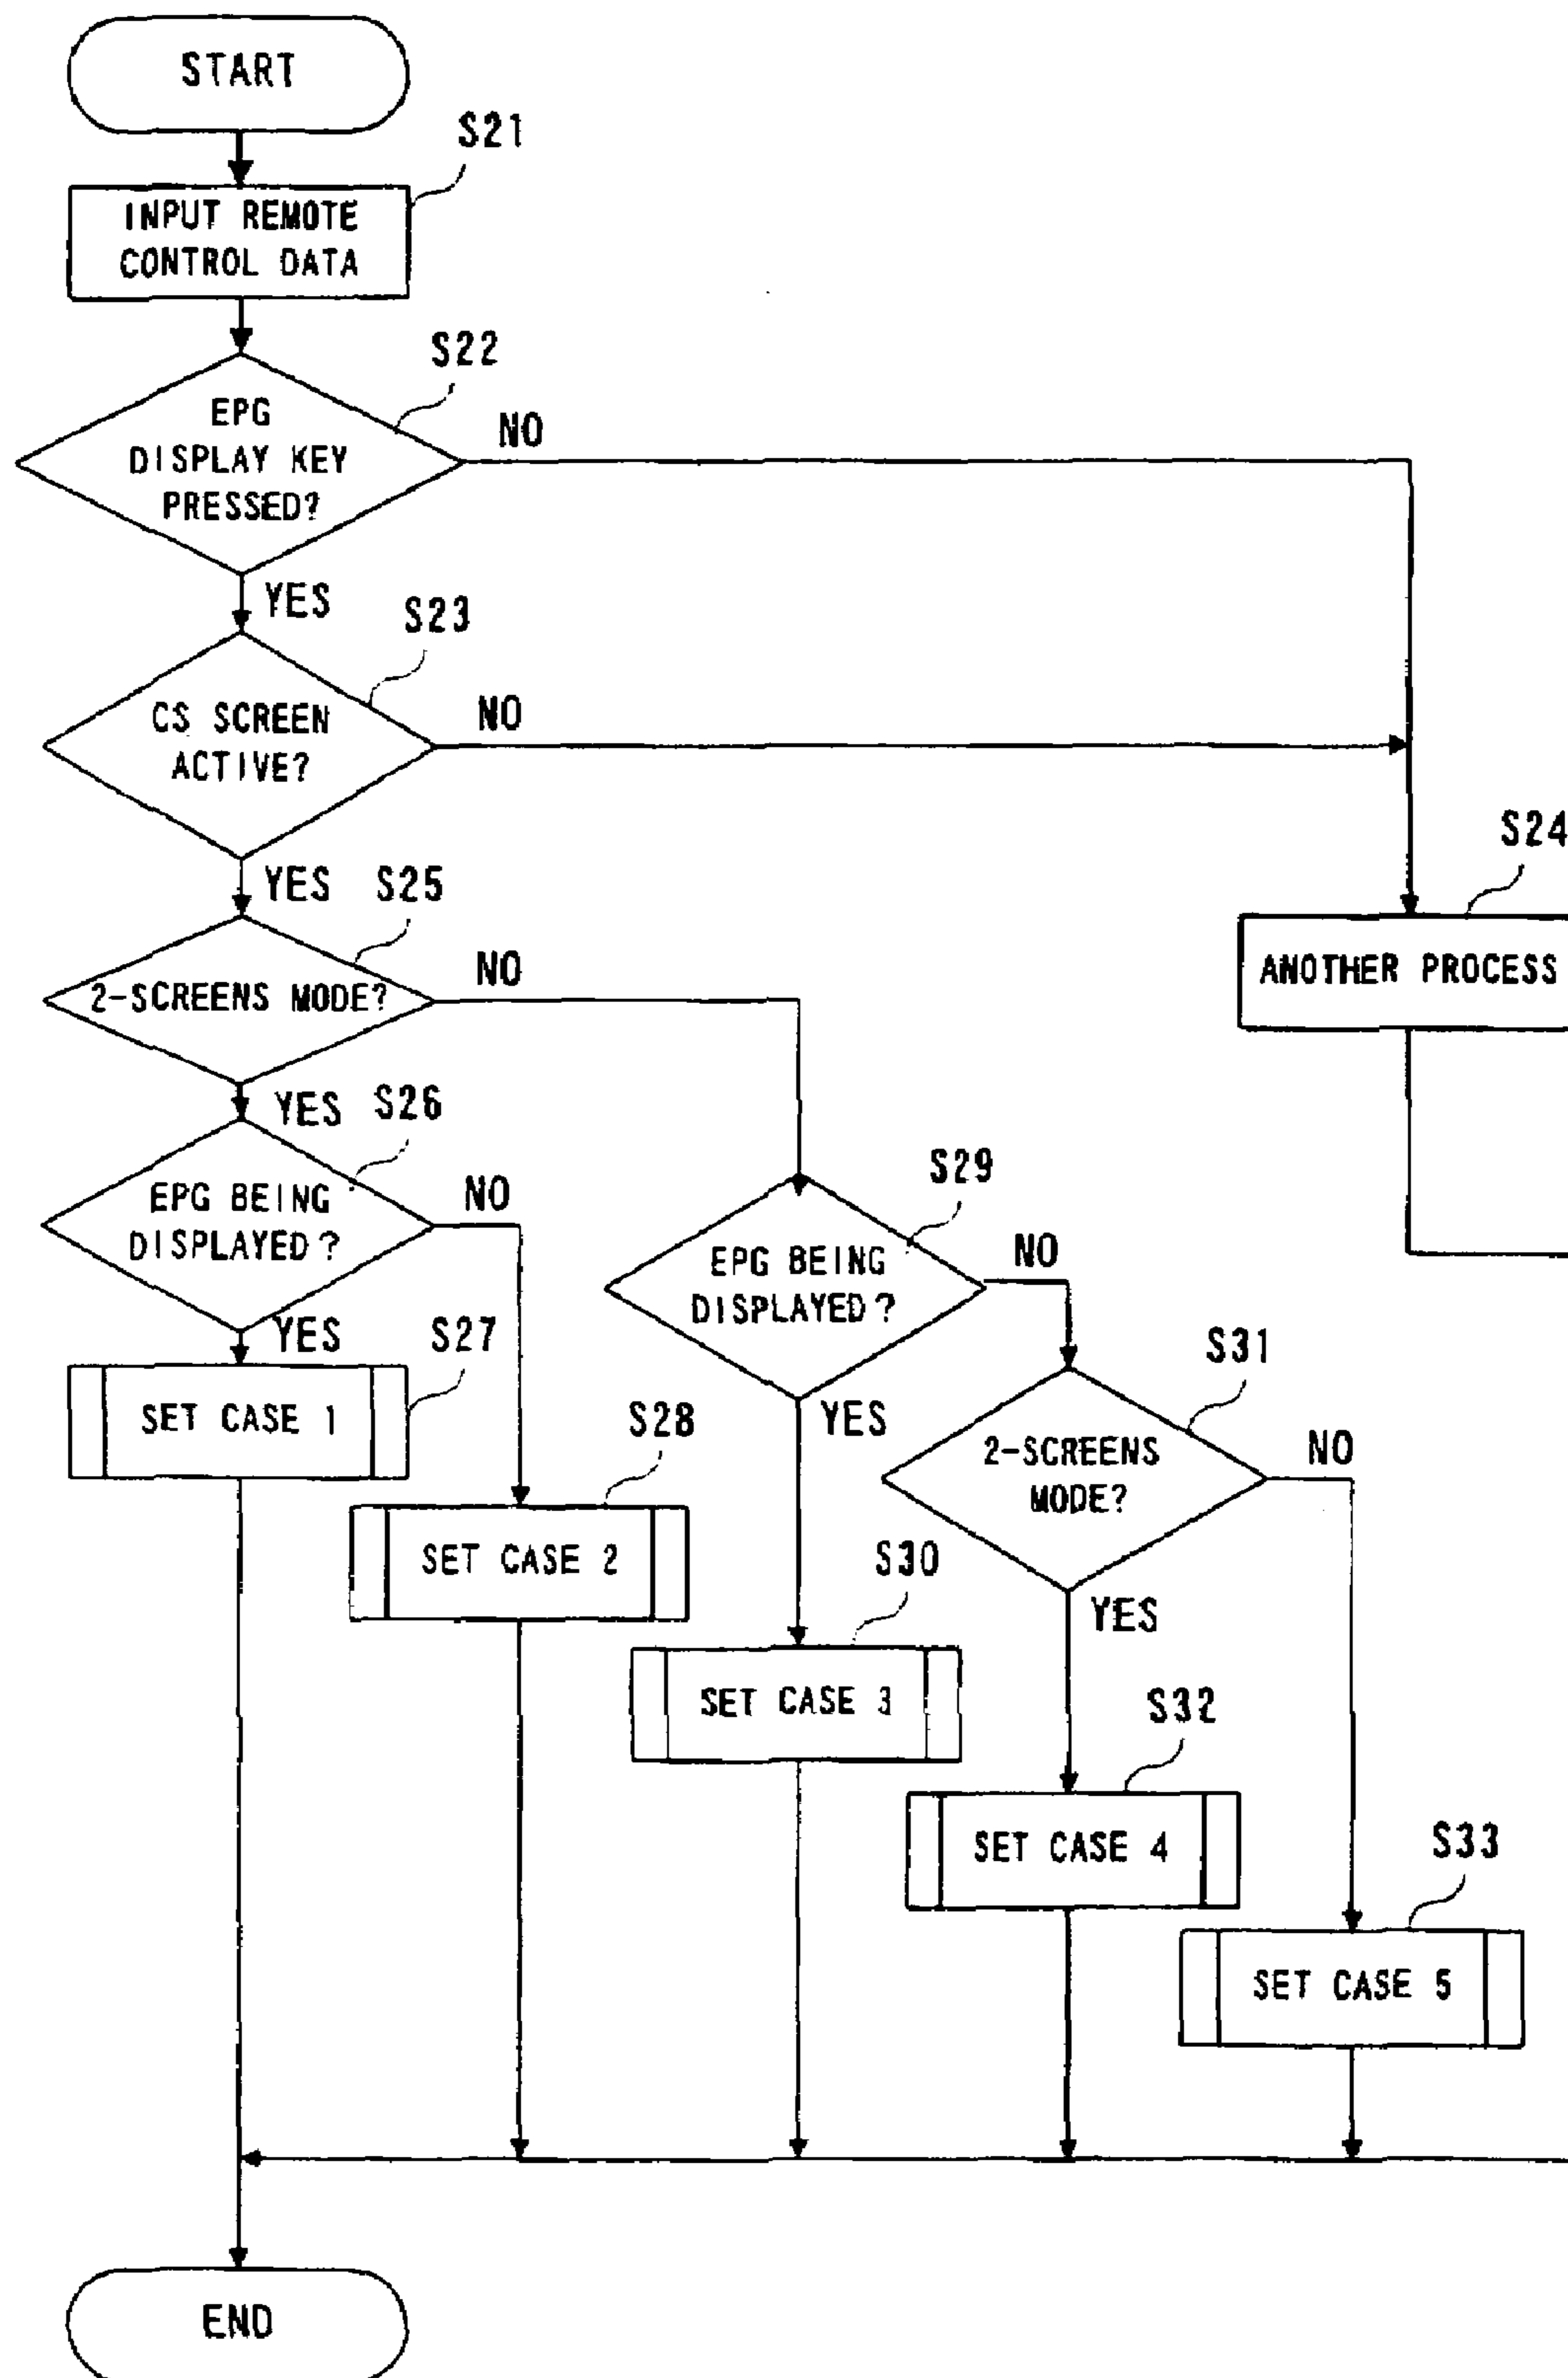 START
S21
INPUT REMOTE
CONTROL DATA
S22
EPG
DISPLAY KEY
PRESSED?
NO
YES
S23
CS SCREEN
ACTIVE?
NO
S24
ANOTHER PROCESS
YES
S25
2-SCREENS MODE?
NO
YES
S26
EPG BEING
DISPLAYED?
NO
S29
EPG BEING
DISPLAYED?
NO
YES
S27
SET CASE 1
YES
S31
2-SCREENS
MODE?
NO
S28
SET CASE 2
S30
SET CASE 3
YES
S32
SET CASE 4
S33
SET CASE 5
END